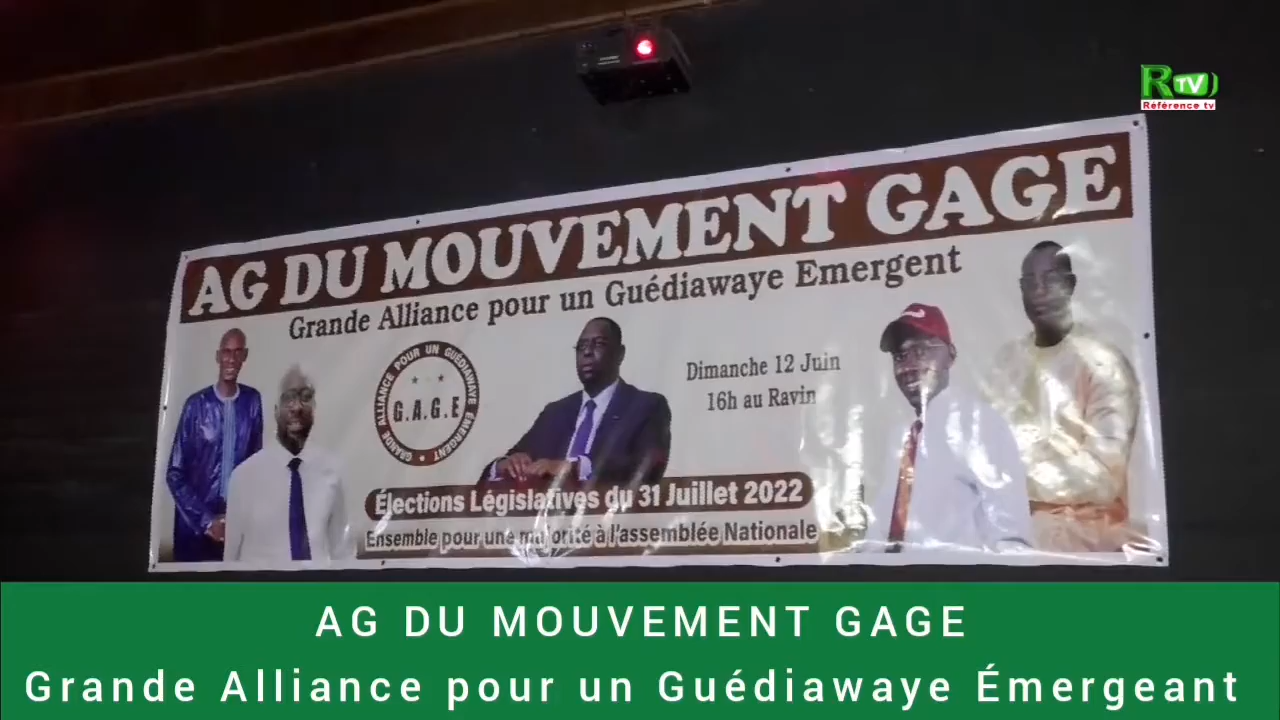 R TV
Référence tv
AG DU MOUVEMENT GAGE
Grande Alliance pour un Guédiawaye Emergent
GRANDE ALLIANCE POUR UN GUÉDIAWAYE ÉMERGENT
G.A.G.E
Dimanche 12 Juin
16h au Ravin
Élections Législatives du 31 Juillet 2022
Ensemble pour une majorité à l'assemblée Nationale
AG DU MOUVEMENT GAGE
Grande Alliance pour un Guédiawaye Émergeant